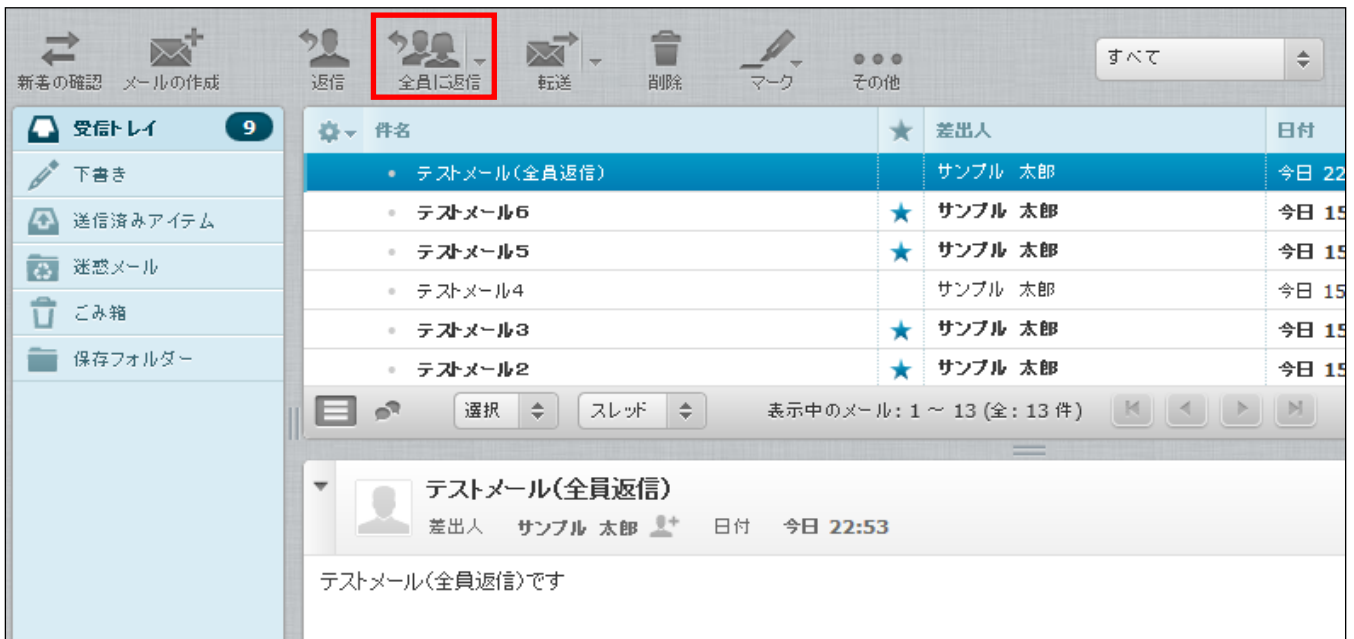 新着の確認 メールの作成 返信 全員に返信 転送 削除 マーク その他 すべて
受信トレイ 9
下書き
送信済みアイテム
迷惑メール
ごみ箱
保存フォルダー
件名 差出人 日付
テストメール(全員返信) サンプル 太郎 今日 22
テストメール6 サンプル 太郎 今日 15
テストメール5 サンプル 太郎 今日 15
テストメール4 サンプル 太郎 今日 15
テストメール3 サンプル 太郎 今日 15
テストメール2 サンプル 太郎 今日 15
選択 スレッド 表示中のメール: 1 ~ 13 (全: 13 件)
テストメール(全員返信)
差出人 サンプル 太郎 日付 今日 22:53
テストメール(全員返信)です